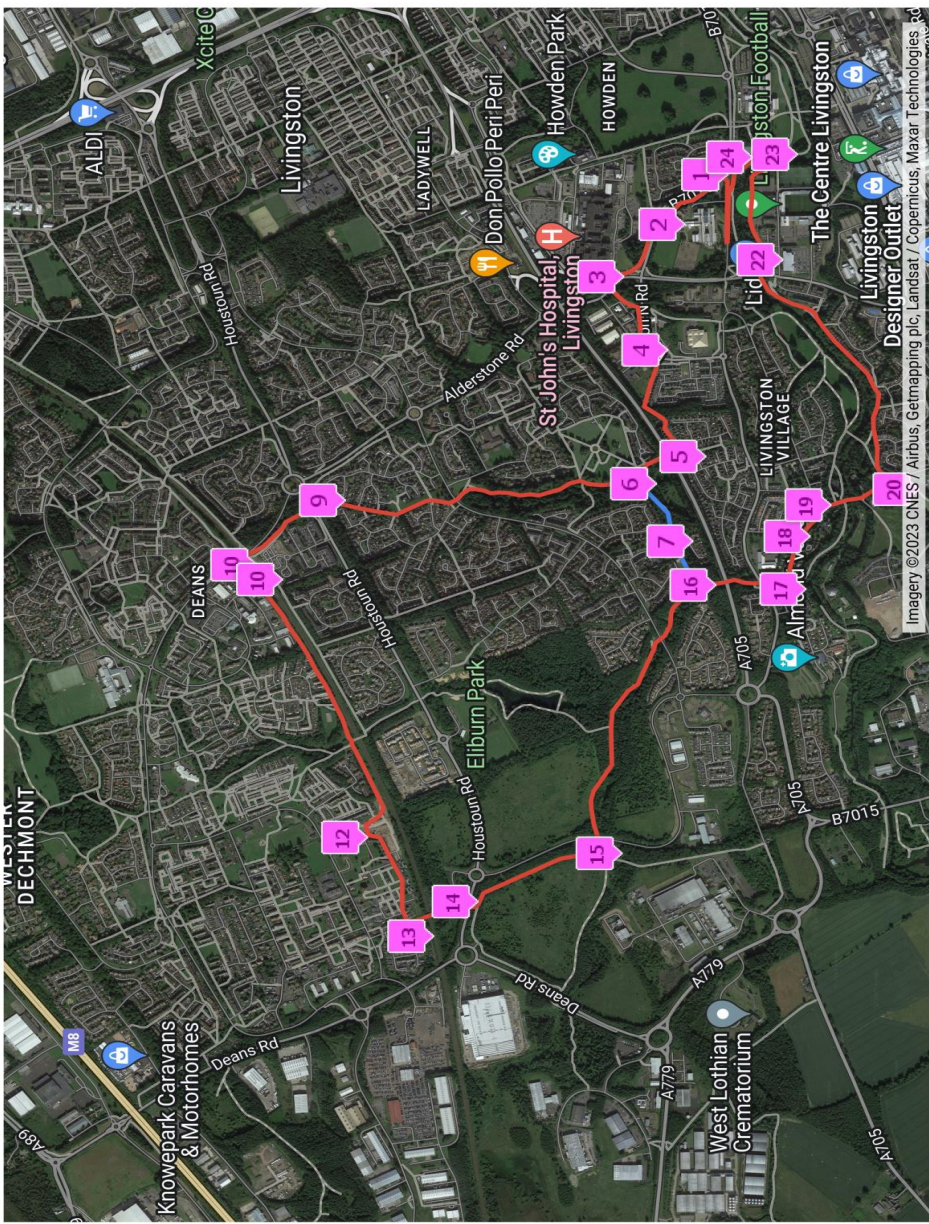 WESTER
DECHMONT
M8
A89
Knowepark Caravans
& Motorhomes
Deans Rd
ALDI
Xcite
Livingston
LADYWELL
Houstoun Rd
DEANS
10
10
9
Houstoun Rd
Alderstone Rd
Don Pollo Peri Peri
Howden Park
HOWDEN
St John's Hospital,
Livingston
12
13
14
Houstoun Rd
Eliburn Park
Deans Rd
15
16
7
6
5
4
3
2
1
24
23
22
B70
B70
Livingston Football
The Centre Livingston
Livingston
Designer Outlet
LIVINGSTON
VILLAGE
A705
17
18
19
20
A705
B7015
A779
A779
West Lothian
Crematorium
A705
Imagery ©2023 CNES / Airbus, Getmapping plc, Landsat / Copernicus, Maxar Technologies